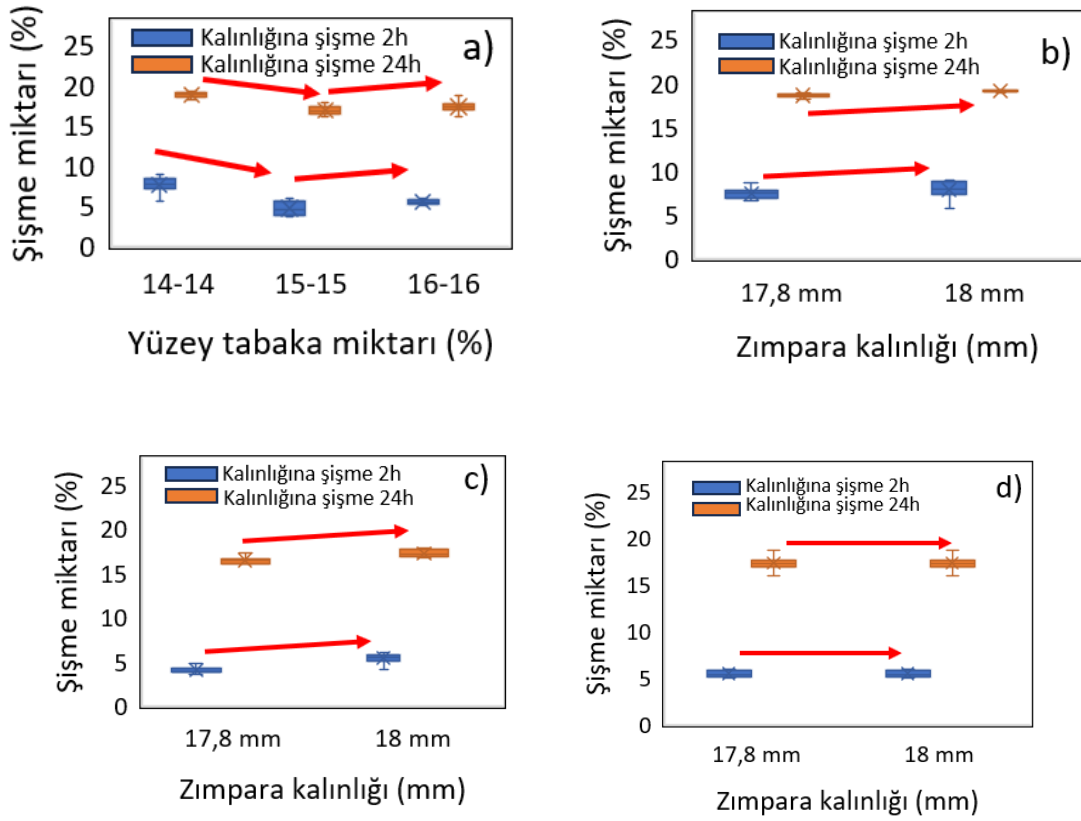 Şişme miktarı (%)
25
20
15
10
5
0
Kalınlığına şişme 2h
Kalınlığına şişme 24h
a)
14-14
15-15
16-16
Yüzey tabaka miktarı (%)
Şişme miktarı (%)
25
20
15
10
5
0
Kalınlığına şişme 2h
Kalınlığına şişme 24h
b)
17,8 mm
18 mm
Zımpara kalınlığı (mm)
Şişme miktarı (%)
25
20
15
10
5
0
Kalınlığına şişme 2h
Kalınlığına şişme 24h
c)
17,8 mm
18 mm
Zımpara kalınlığı (mm)
Şişme miktarı (%)
25
20
15
10
5
0
Kalınlığına şişme 2h
Kalınlığına şişme 24h
d)
17,8 mm
18 mm
Zımpara kalınlığı (mm)